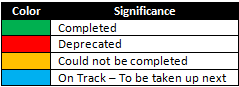 Color Significance
Completed
Deprecated
Could not be completed
On Track – To be taken up next